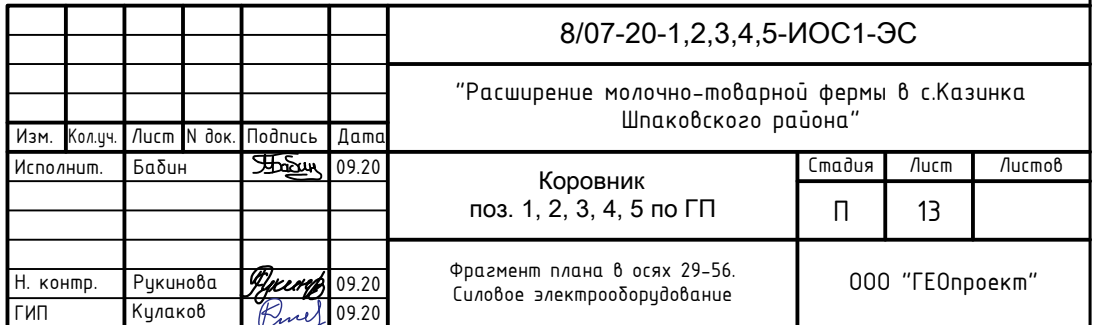 8/07-20-1,2,3,4,5-ИОС1-ЭС
"Расширение молочно-товарной фермы в с.Казинка
Шпаковского района"
Изм. Кол.уч. Лист N док. Подпись Дата
Исполнит. Бабин Бабин 09.20
Коровник
поз. 1, 2, 3, 4, 5 по ГП
Стадия Лист Листов
П 13
Н. контр. Рукинова 09.20
ГИП Кулаков 09.20
Фрагмент плана в осях 29-56.
Силовое электрооборудование
ООО "ГЕОпроект"